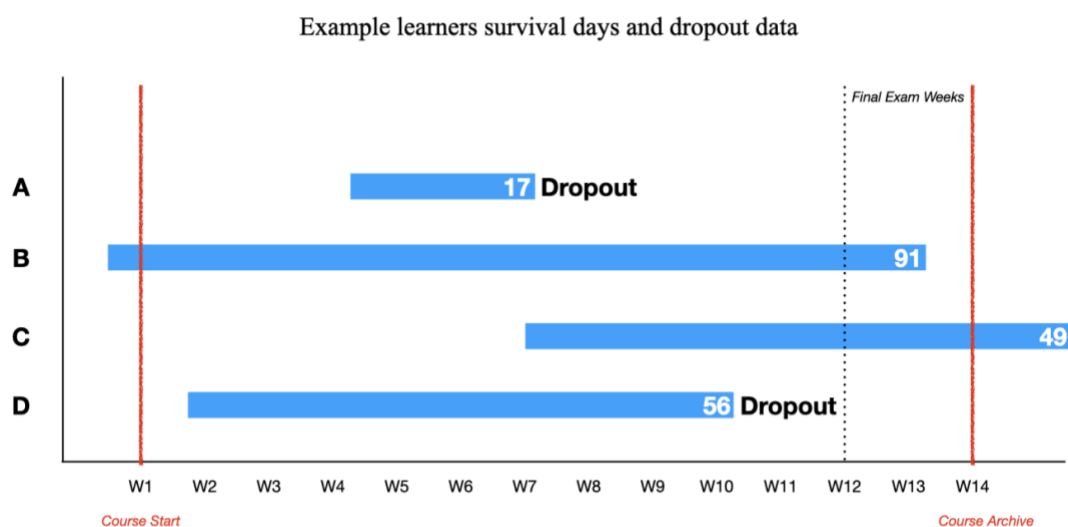 Example learners survival days and dropout data
Final Exam Weeks
A 17 Dropout
B 91
C 49
D 56 Dropout
W1 W2 W3 W4 W5 W6 W7 W8 W9 W10 W11 W12 W13 W14
Course Start Course Archive